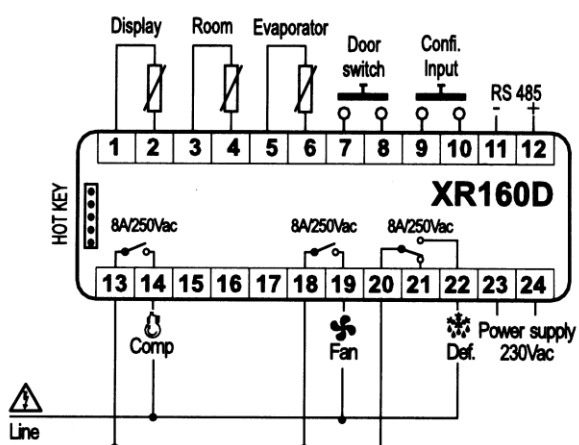 Display Room Evaporator
Door switch
Confi. Input
RS 485
- +
1 2 3 4 5 6 7 8 9 10 11 12
XR160D
HOT KEY
8A/250Vac 8A/250Vac 8A/250Vac
13 14 15 16 17 18 19 20 21 22 23 24
Comp Fan Def. Power supply 230Vac
Line